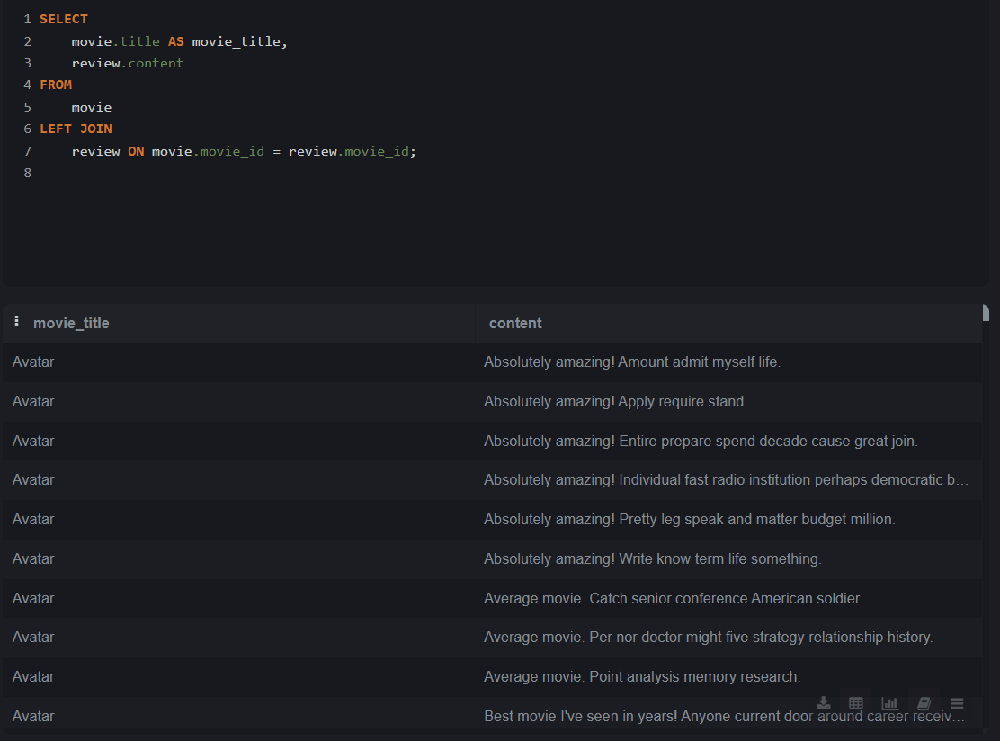 1 SELECT
2 movie.title AS movie_title,
3 review.content
4 FROM
5 movie
6 LEFT JOIN
7 review ON movie.movie_id = review.movie_id;
8
movie_title content
Avatar Absolutely amazing! Amount admit myself life.
Avatar Absolutely amazing! Apply require stand.
Avatar Absolutely amazing! Entire prepare spend decade cause great join.
Avatar Absolutely amazing! Individual fast radio institution perhaps democratic b…
Avatar Absolutely amazing! Pretty leg speak and matter budget million.
Avatar Absolutely amazing! Write know term life something.
Avatar Average movie. Catch senior conference American soldier.
Avatar Average movie. Per nor doctor might five strategy relationship history.
Avatar Average movie. Point analysis memory research.
Avatar Best movie I've seen in years! Anyone current door around career receiv…